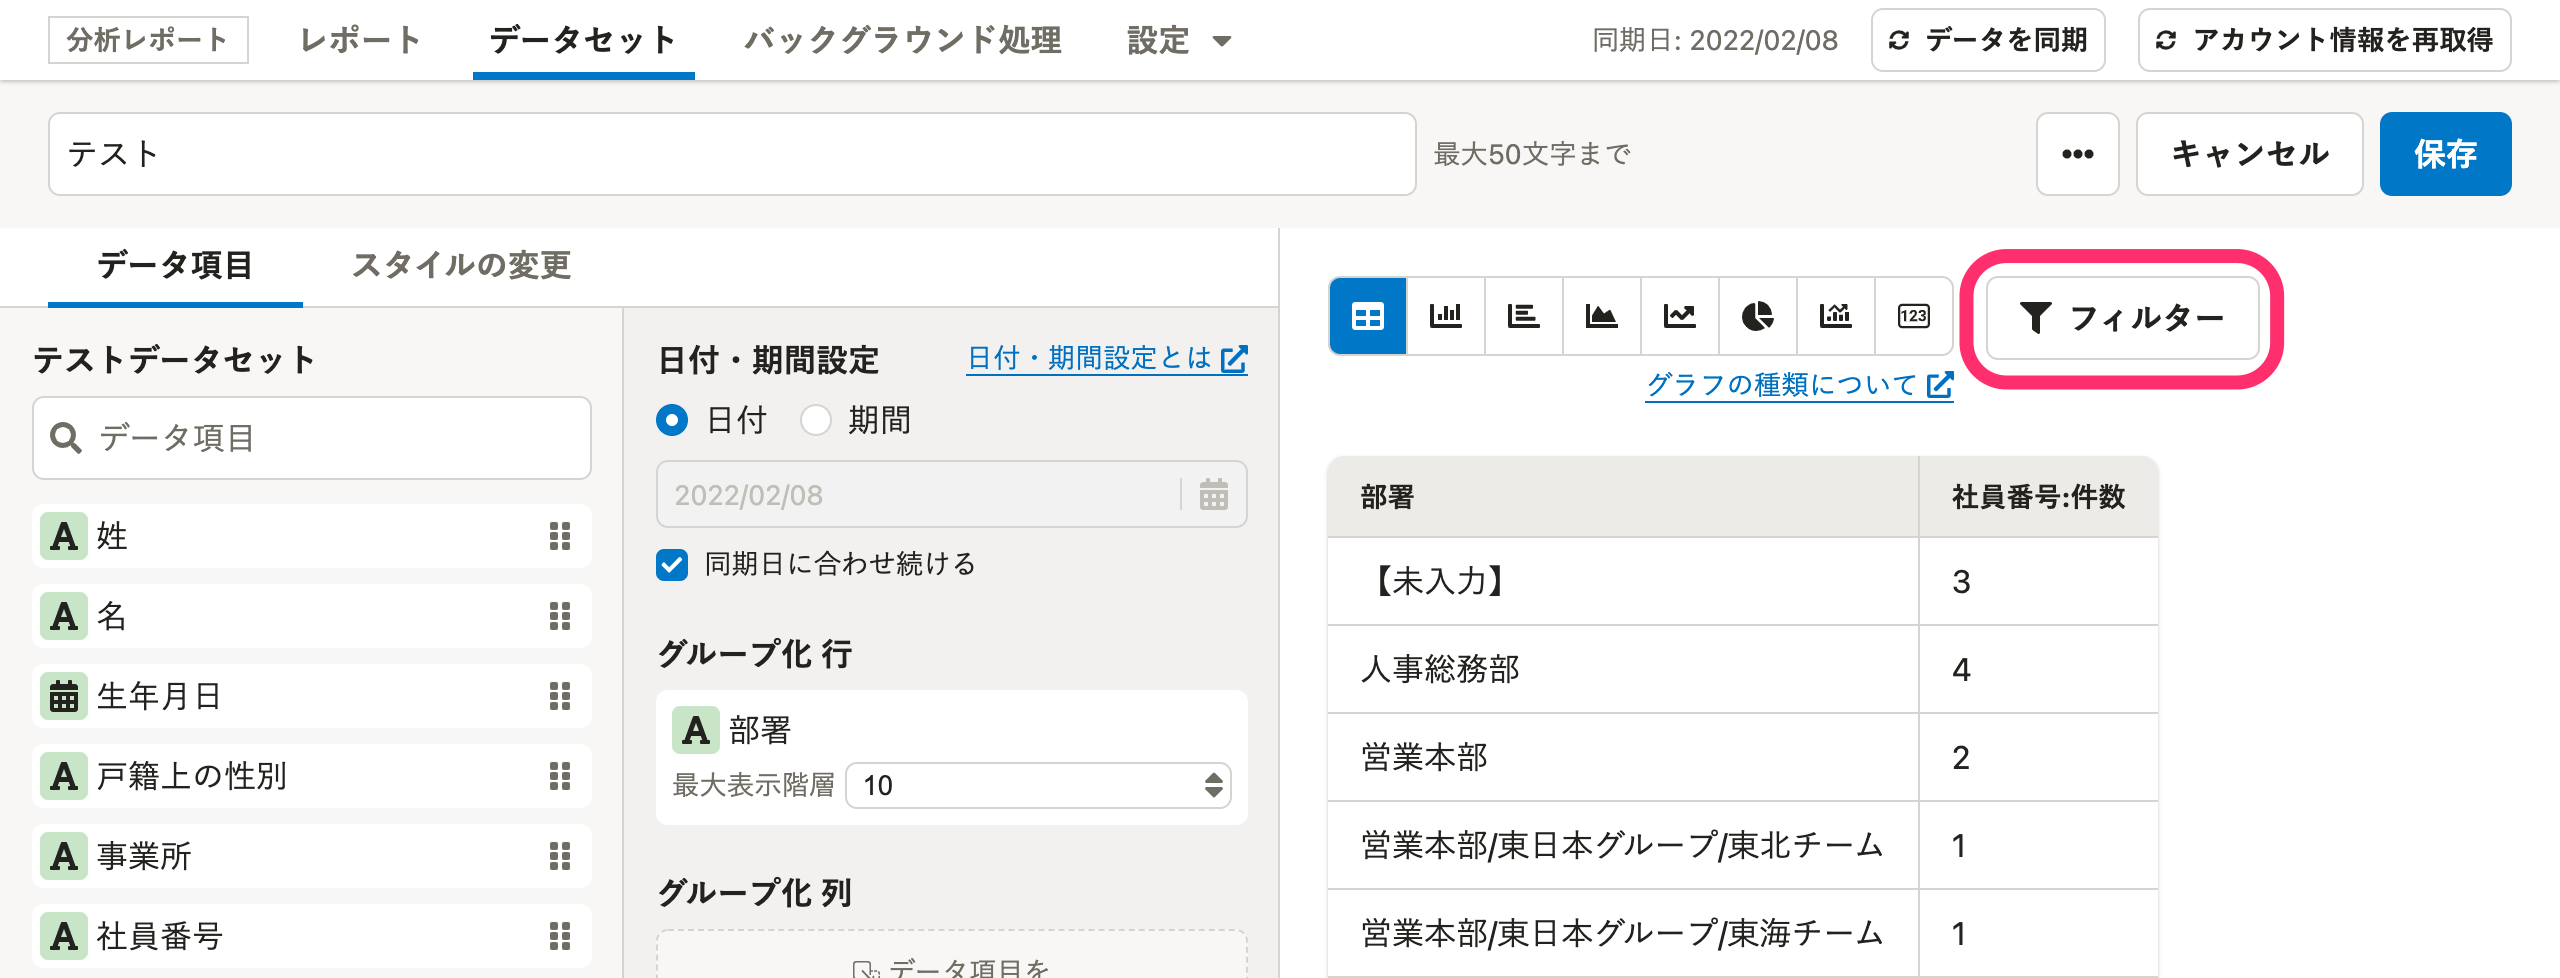 分析レポート レポート データセット バックグラウンド処理 設定 同期日: 2022/02/08 データを同期 アカウント情報を再取得
テスト 最大50文字まで ••• キャンセル 保存
データ項目 スタイルの変更
テストデータセット
データ項目
A 姓
A 名
生年月日
A 戸籍上の性別
A 事業所
A 社員番号
日付・期間設定 日付・期間設定とは
日付 期間
2022/02/08
同期日に合わせ続ける
グループ化 行
A 部署
最大表示階層 10
グループ化 列
データ項目を
123 フィルター
グラフの種類について
部署 社員番号:件数
【未入力】 3
人事総務部 4
営業本部 2
営業本部/東日本グループ/東北チーム 1
営業本部/東日本グループ/東海チーム 1